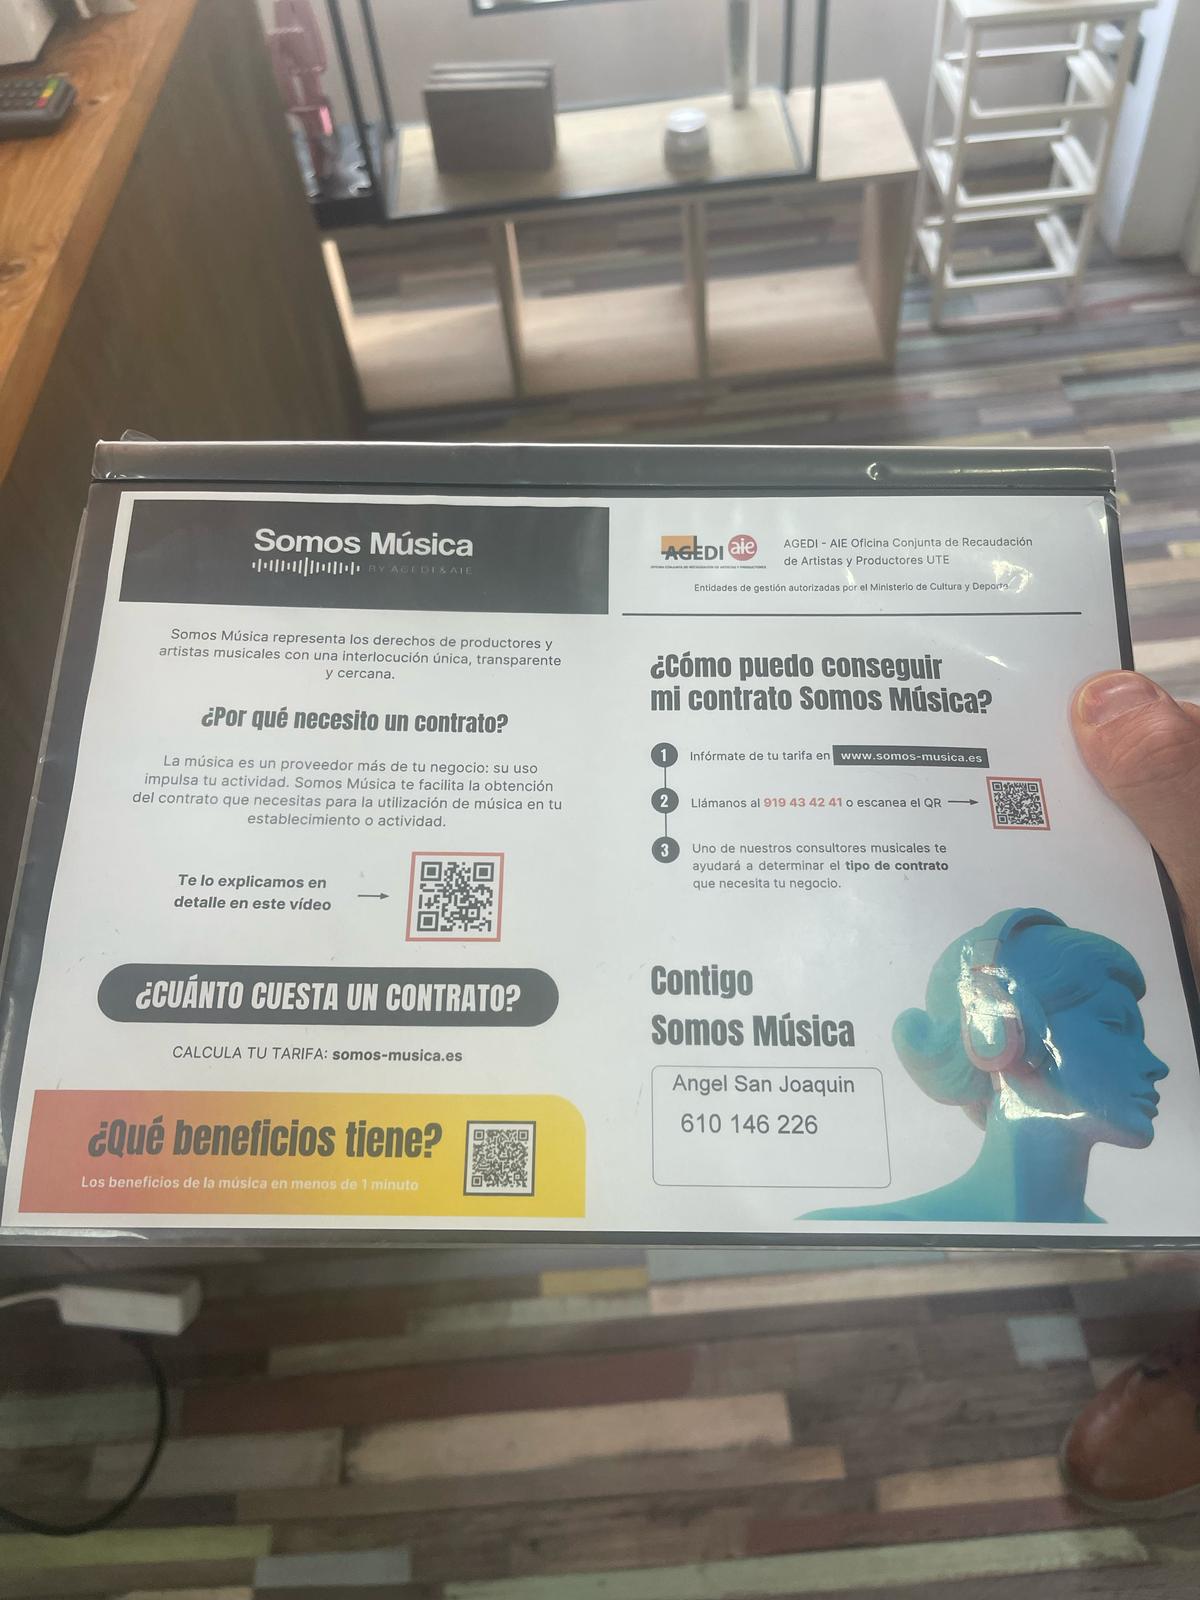 Somos Música
BY AGEDI & AIE
Somos Música representa los derechos de productores y
artistas musicales con una interlocución única, transparente
y cercana.
¿Por qué necesito un contrato?
La música es un proveedor más de tu negocio: su uso
impulsa tu actividad. Somos Música te facilita la obtención
del contrato que necesitas para la utilización de música en tu
establecimiento o actividad.
Te lo explicamos en
detalle en este vídeo
¿CUÁNTO CUESTA UN CONTRATO?
CALCULA TU TARIFA: somos-musica.es
¿Qué beneficios tiene?
Los beneficios de la música en menos de 1 minuto
AGEDI aie
OFICINA CONJUNTA DE RECAUDACIÓN DE ARTISTAS Y PRODUCTORES
AGEDI - AIE Oficina Conjunta de Recaudación
de Artistas y Productores UTE
Entidades de gestión autorizadas por el Ministerio de Cultura y Deporte
¿Cómo puedo conseguir
mi contrato Somos Música?
1 Infórmate de tu tarifa en www.somos-musica.es
2 Llámanos al 919 43 42 41 o escanea el QR
3 Uno de nuestros consultores musicales te
ayudará a determinar el tipo de contrato
que necesita tu negocio.
Contigo
Somos Música
Angel San Joaquin
610 146 226